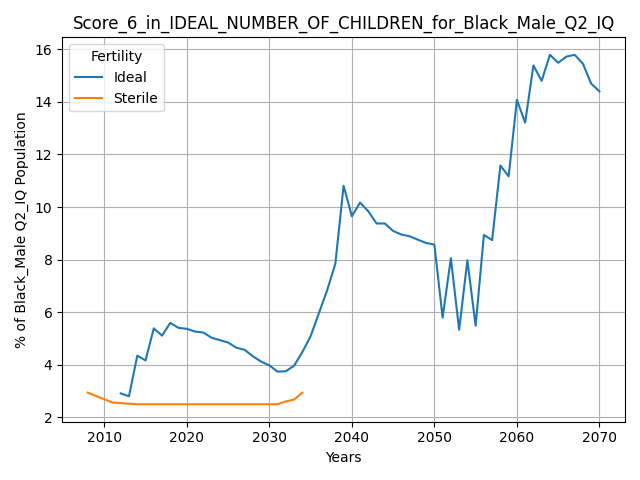 Score_6_in_IDEAL_NUMBER_OF_CHILDREN_for_Black_Male_Q2_IQ
Fertility
Ideal
Sterile
% of Black_Male Q2_IQ Population
16
14
12
10
8
6
4
2
2010 2020 2030 2040 2050 2060 2070
Years